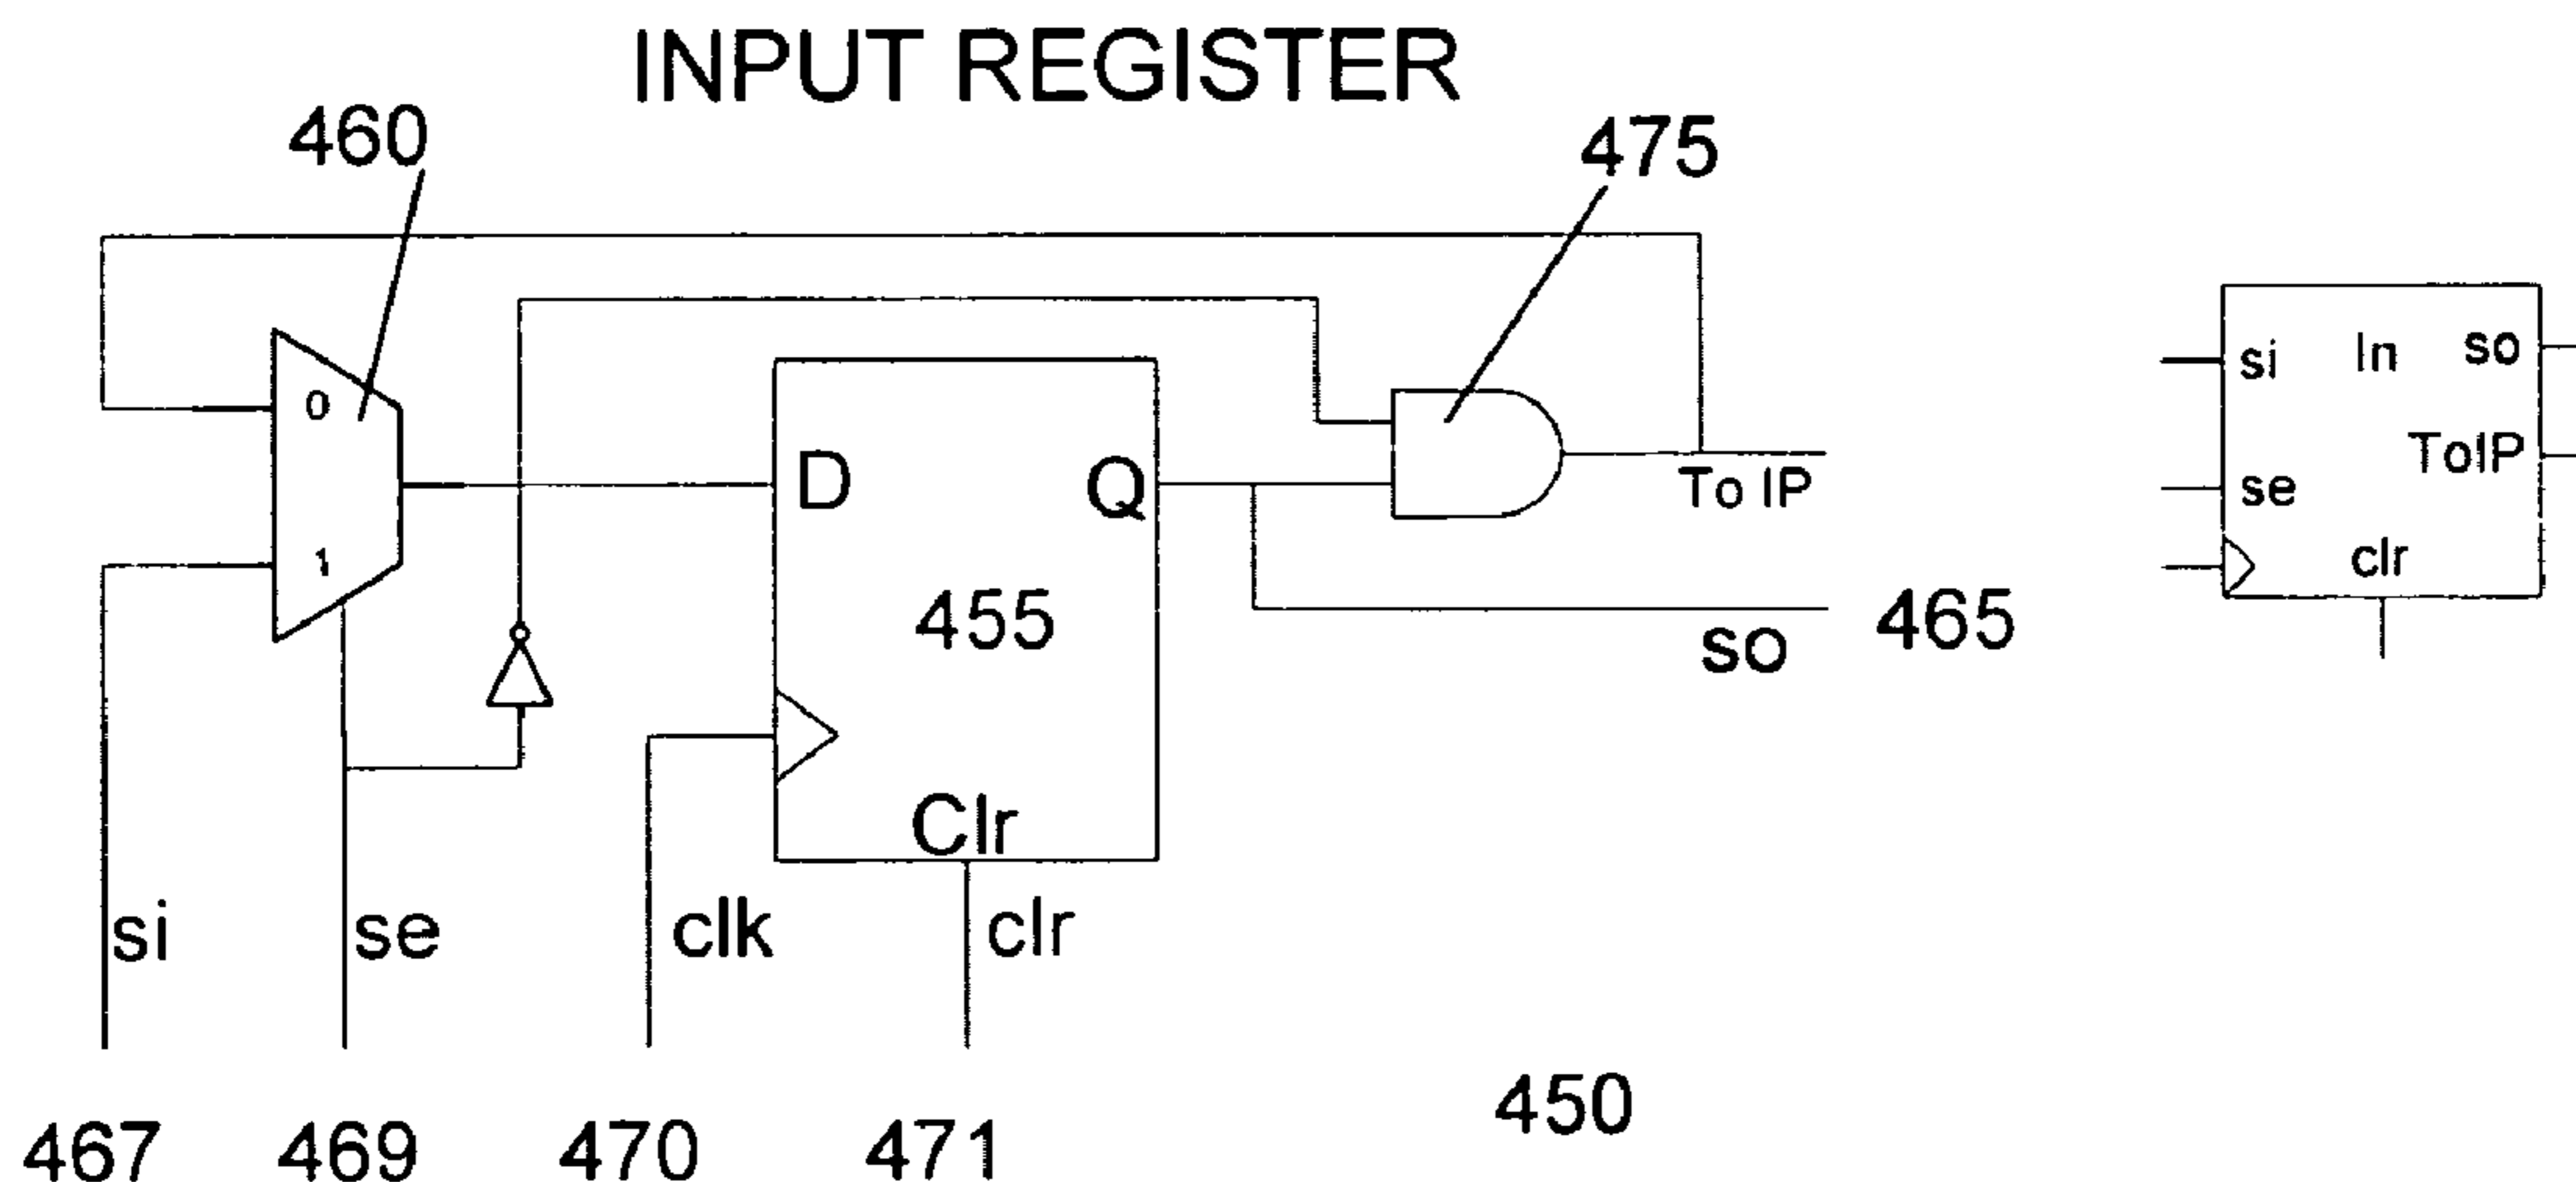 INPUT REGISTER
460
475
0
1
D
Q
455
Clr
To IP
so
465
si
se
clk
clr
467
469
470
471
450
si
In
so
ToIP
se
clr